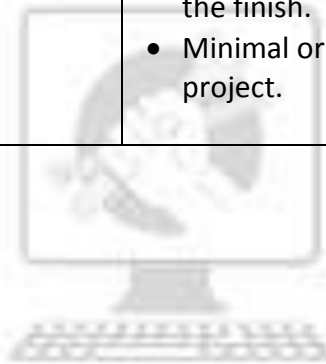 the finish.
• Minimal or
project.